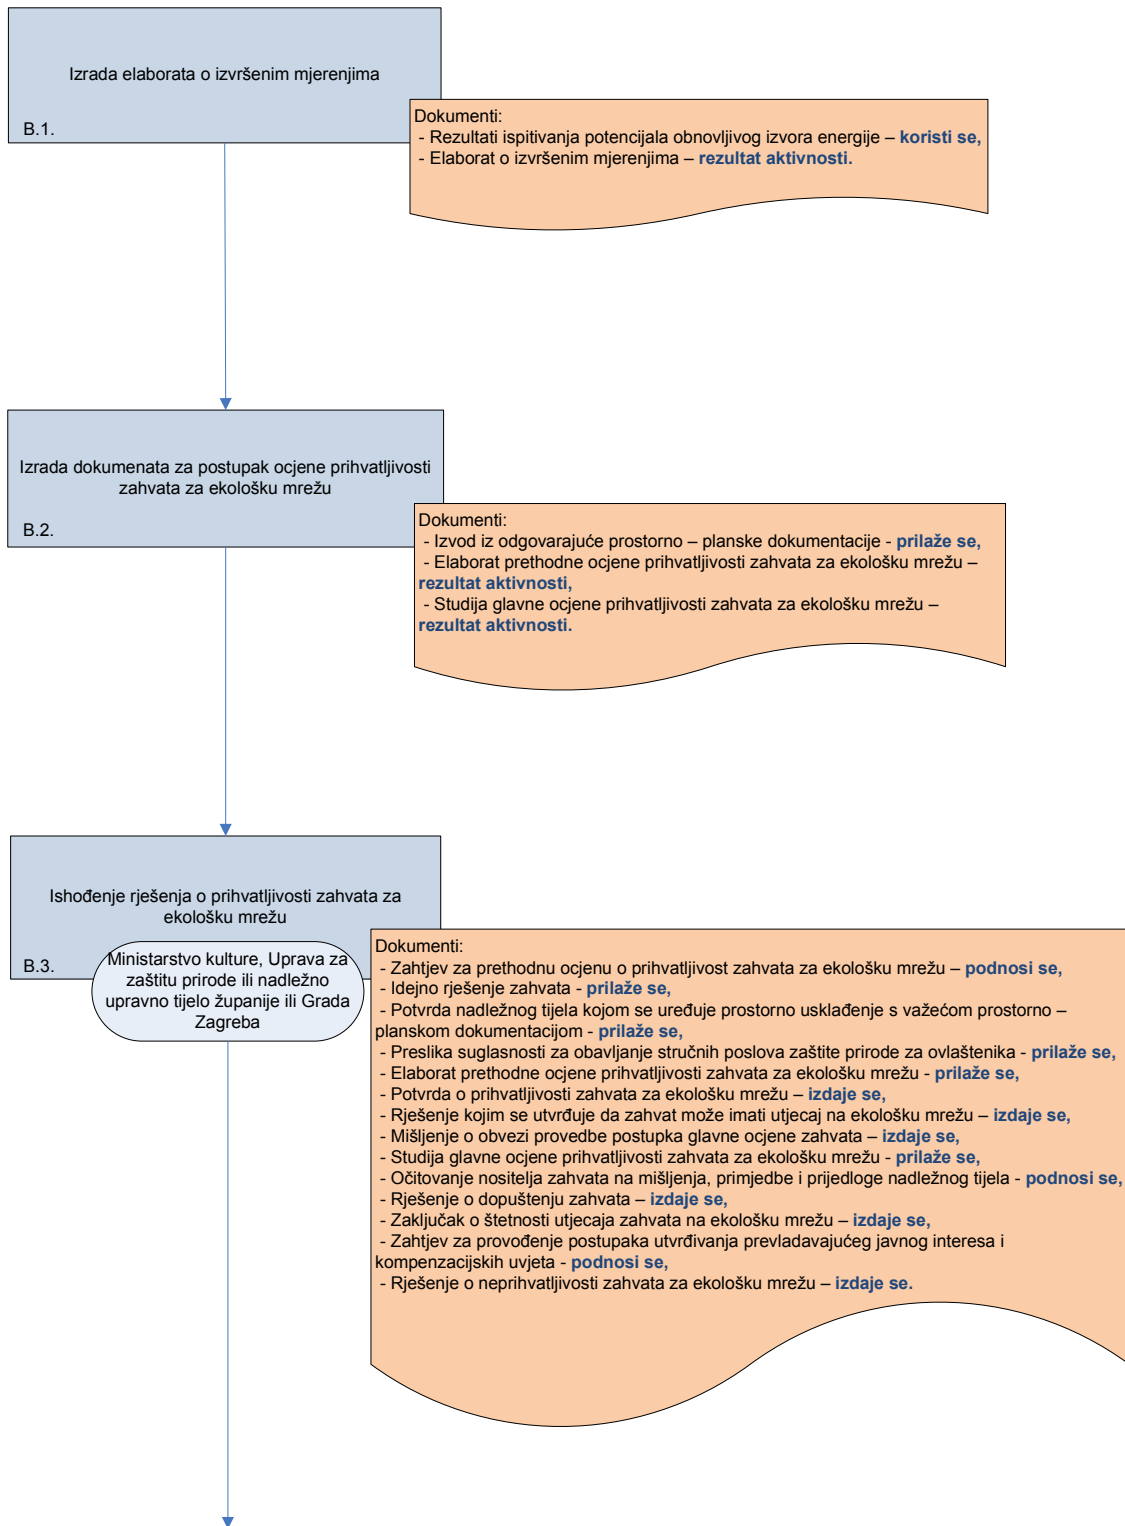 Izrada elaborata o izvršenim mjerenjima
B.1.
Dokumenti:
- Rezultati ispitivanja potencijala obnovljivog izvora energije – koristi se,
- Elaborat o izvršenim mjerenjima – rezultat aktivnosti.
Izrada dokumenata za postupak ocjene prihvatljivosti
zahvata za ekološku mrežu
B.2.
Dokumenti:
- Izvod iz odgovarajuće prostorno – planske dokumentacije - prilaže se,
- Elaborat prethodne ocjene prihvatljivosti zahvata za ekološku mrežu –
rezultat aktivnosti,
- Studija glavne ocjene prihvatljivosti zahvata za ekološku mrežu –
rezultat aktivnosti.
Ishođenje rješenja o prihvatljivosti zahvata za
ekološku mrežu
B.3.
Ministarstvo kulture, Uprava za
zaštitu prirode ili nadležno
upravno tijelo županije ili Grada
Zagreba
Dokumenti:
- Zahtjev za prethodnu ocjenu o prihvatljivost zahvata za ekološku mrežu – podnosi se,
- Idejno rješenje zahvata - prilaže se,
- Potvrda nadležnog tijela kojom se uređuje prostorno usklađenje s važećom prostorno –
planskom dokumentacijom - prilaže se,
- Preslika suglasnosti za obavljanje stručnih poslova zaštite prirode za ovlaštenika - prilaže se,
- Elaborat prethodne ocjene prihvatljivosti zahvata za ekološku mrežu - prilaže se,
- Potvrda o prihvatljivosti zahvata za ekološku mrežu – izdaje se,
- Rješenje kojim se utvrđuje da zahvat može imati utjecaj na ekološku mrežu – izdaje se,
- Mišljenje o obvezi provedbe postupka glavne ocjene zahvata – izdaje se,
- Studija glavne ocjene prihvatljivosti zahvata za ekološku mrežu - prilaže se,
- Očitovanje nositelja zahvata na mišljenja, primjedbe i prijedloge nadležnog tijela - podnosi se,
- Rješenje o dopuštenju zahvata – izdaje se,
- Zaključak o štetnosti utjecaja zahvata na ekološku mrežu – izdaje se,
- Zahtjev za provođenje postupaka utvrđivanja prevladavajućeg javnog interesa i
kompenzacijskih uvjeta - podnosi se,
- Rješenje o neprihvatljivosti zahvata za ekološku mrežu – izdaje se.